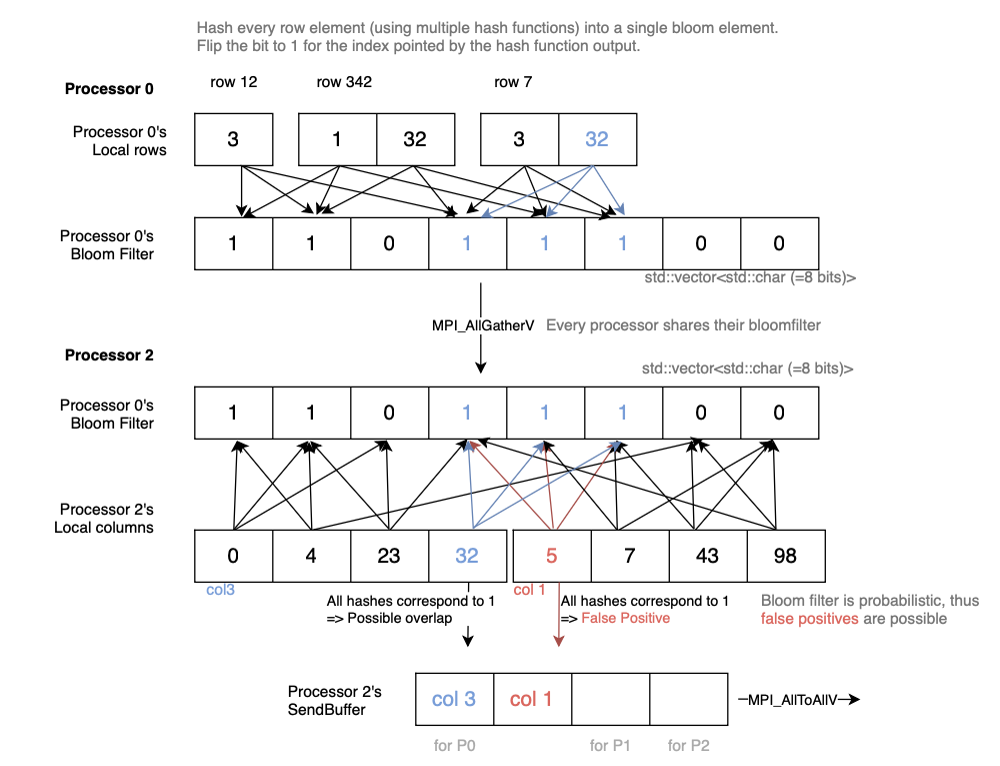 Hash every row element (using multiple hash functions) into a single bloom element.
Flip the bit to 1 for the index pointed by the hash function output.
Processor 0
row 12
row 342
row 7
Processor 0's
Local rows
3
1
32
3
32
Processor 0's
Bloom Filter
1
1
0
1
1
1
0
0
std::vector<std::char (=8 bits)>
MPI_AllGatherV
Every processor shares their bloomfilter
Processor 2
std::vector<std::char (=8 bits)>
Processor 0's
Bloom Filter
1
1
0
1
1
1
0
0
Processor 2's
Local columns
0
4
23
32
5
7
43
98
col3
col 1
All hashes correspond to 1
=> Possible overlap
All hashes correspond to 1
=> False Positive
Bloom filter is probabilistic, thus
false positives are possible
Processor 2's
SendBuffer
col 3
col 1
MPI_AllToAllV
for P0
for P1
for P2